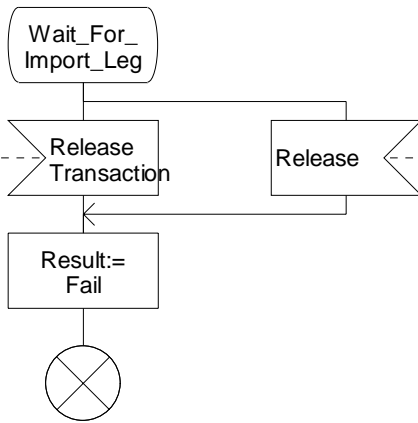 Wait_For_
Import_Leg
Release
Transaction
Release
Result:=
Fail